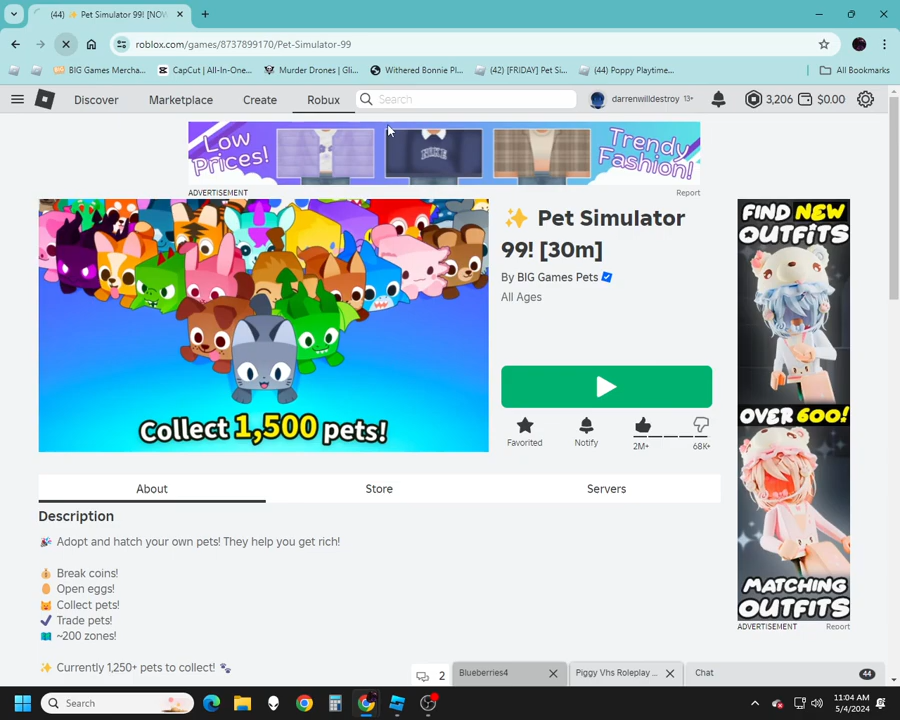 (44) ✨ Pet Simulator 99! [NOW
roblox.com/games/8737899170/Pet-Simulator-99
BIG Games Mercha... CapCut | All-In-One... Murder Drones | Gli... Withered Bonnie Pl... (42) [FRIDAY] Pet Si... (44) Poppy Playtime... All Bookmarks
Discover Marketplace Create Robux Search darrenwilldestroy 13+ 3,206 $0.00
Low Prices! Trendy Fashion!
ADVERTISEMENT Report
Collect 1,500 pets!
✨ Pet Simulator
99! [30m]
By BIG Games Pets
All Ages
Favorited Notify 2M+ 68K+
FIND NEW
OUTFITS
OVER 600!
MATCHING
OUTFITS
ADVERTISEMENT Report
About Store Servers
Description
🎉 Adopt and hatch your own pets! They help you get rich!
💰 Break coins!
🥚 Open eggs!
🐱 Collect pets!
✔️ Trade pets!
🗺️ ~200 zones!
✨ Currently 1,250+ pets to collect! 🐾
2 Blueberries4 Piggy Vhs Roleplay ... Chat 44
Search
11:04 AM
5/4/2024